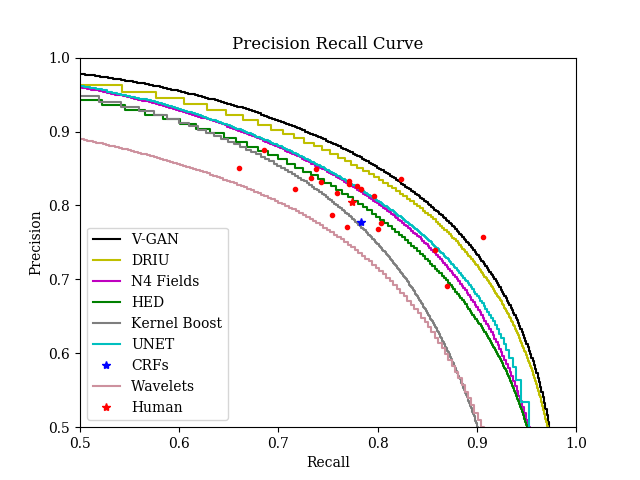 Precision Recall Curve
1.0
0.9
0.8
0.7
0.6
0.5
Precision
V-GAN
DRIU
N4 Fields
HED
Kernel Boost
UNET
CRFs
Wavelets
Human
0.5 0.6 0.7 0.8 0.9 1.0
Recall